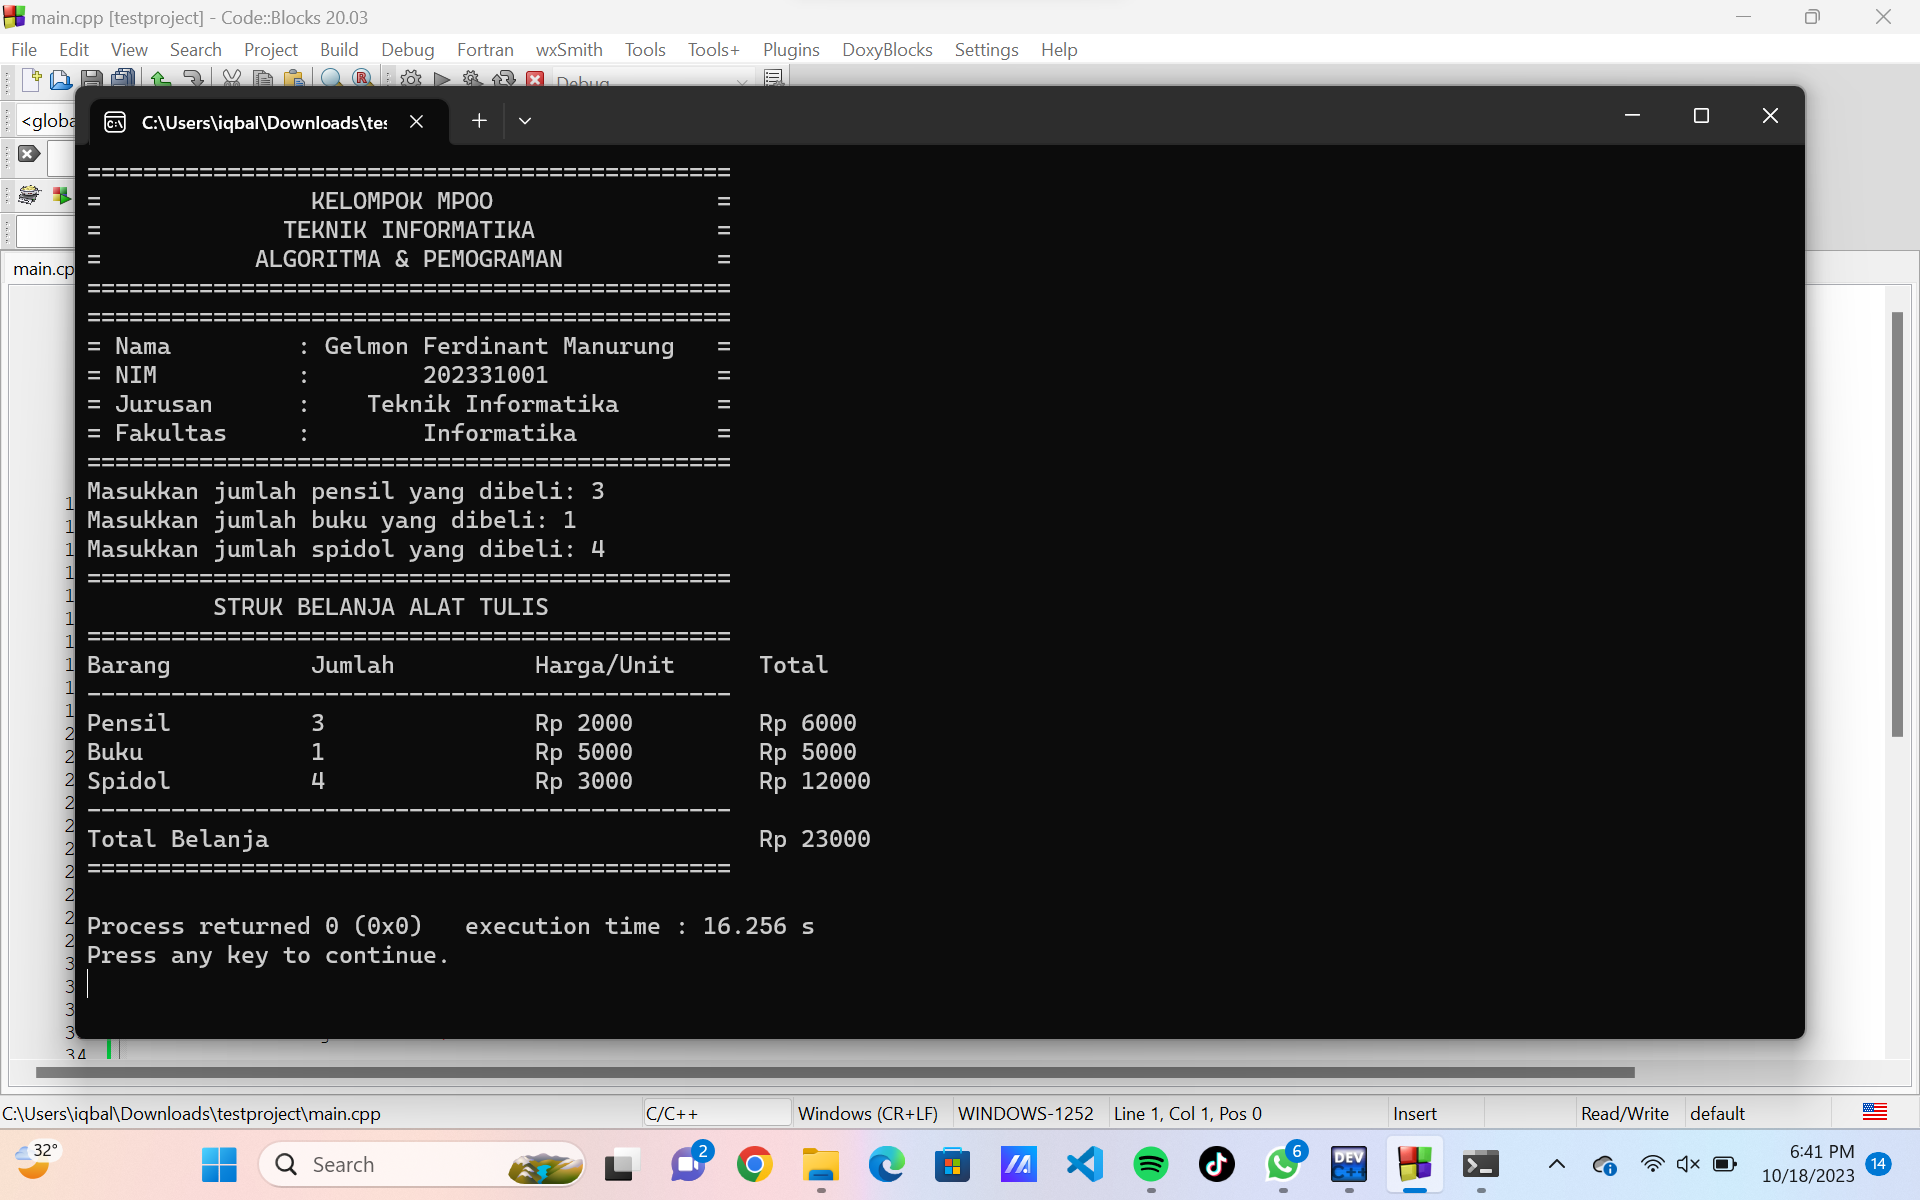 main.cpp [testproject] - Code::Blocks 20.03
File Edit View Search Project Build Debug Fortran wxSmith Tools Tools+ Plugins DoxyBlocks Settings Help
Debug
<globa
C:\Users\iqbal\Downloads\tes
main.cp
==============================================
= KELOMPOK MPOO =
= TEKNIK INFORMATIKA =
= ALGORITMA & PEMOGRAMAN =
==============================================
==============================================
= Nama : Gelmon Ferdinant Manurung =
= NIM : 202331001 =
= Jurusan : Teknik Informatika =
= Fakultas : Informatika =
==============================================
Masukkan jumlah pensil yang dibeli: 3
Masukkan jumlah buku yang dibeli: 1
Masukkan jumlah spidol yang dibeli: 4
==============================================
STRUK BELANJA ALAT TULIS
==============================================
Barang Jumlah Harga/Unit Total
----------------------------------------------
Pensil 3 Rp 2000 Rp 6000
Buku 1 Rp 5000 Rp 5000
Spidol 4 Rp 3000 Rp 12000
----------------------------------------------
Total Belanja Rp 23000
==============================================
Process returned 0 (0x0) execution time : 16.256 s
Press any key to continue.
34
C:\Users\iqbal\Downloads\testproject\main.cpp C/C++ Windows (CR+LF) WINDOWS-1252 Line 1, Col 1, Pos 0 Insert Read/Write default
32° Search 2 6 DEV C++ 6:41 PM 14
10/18/2023